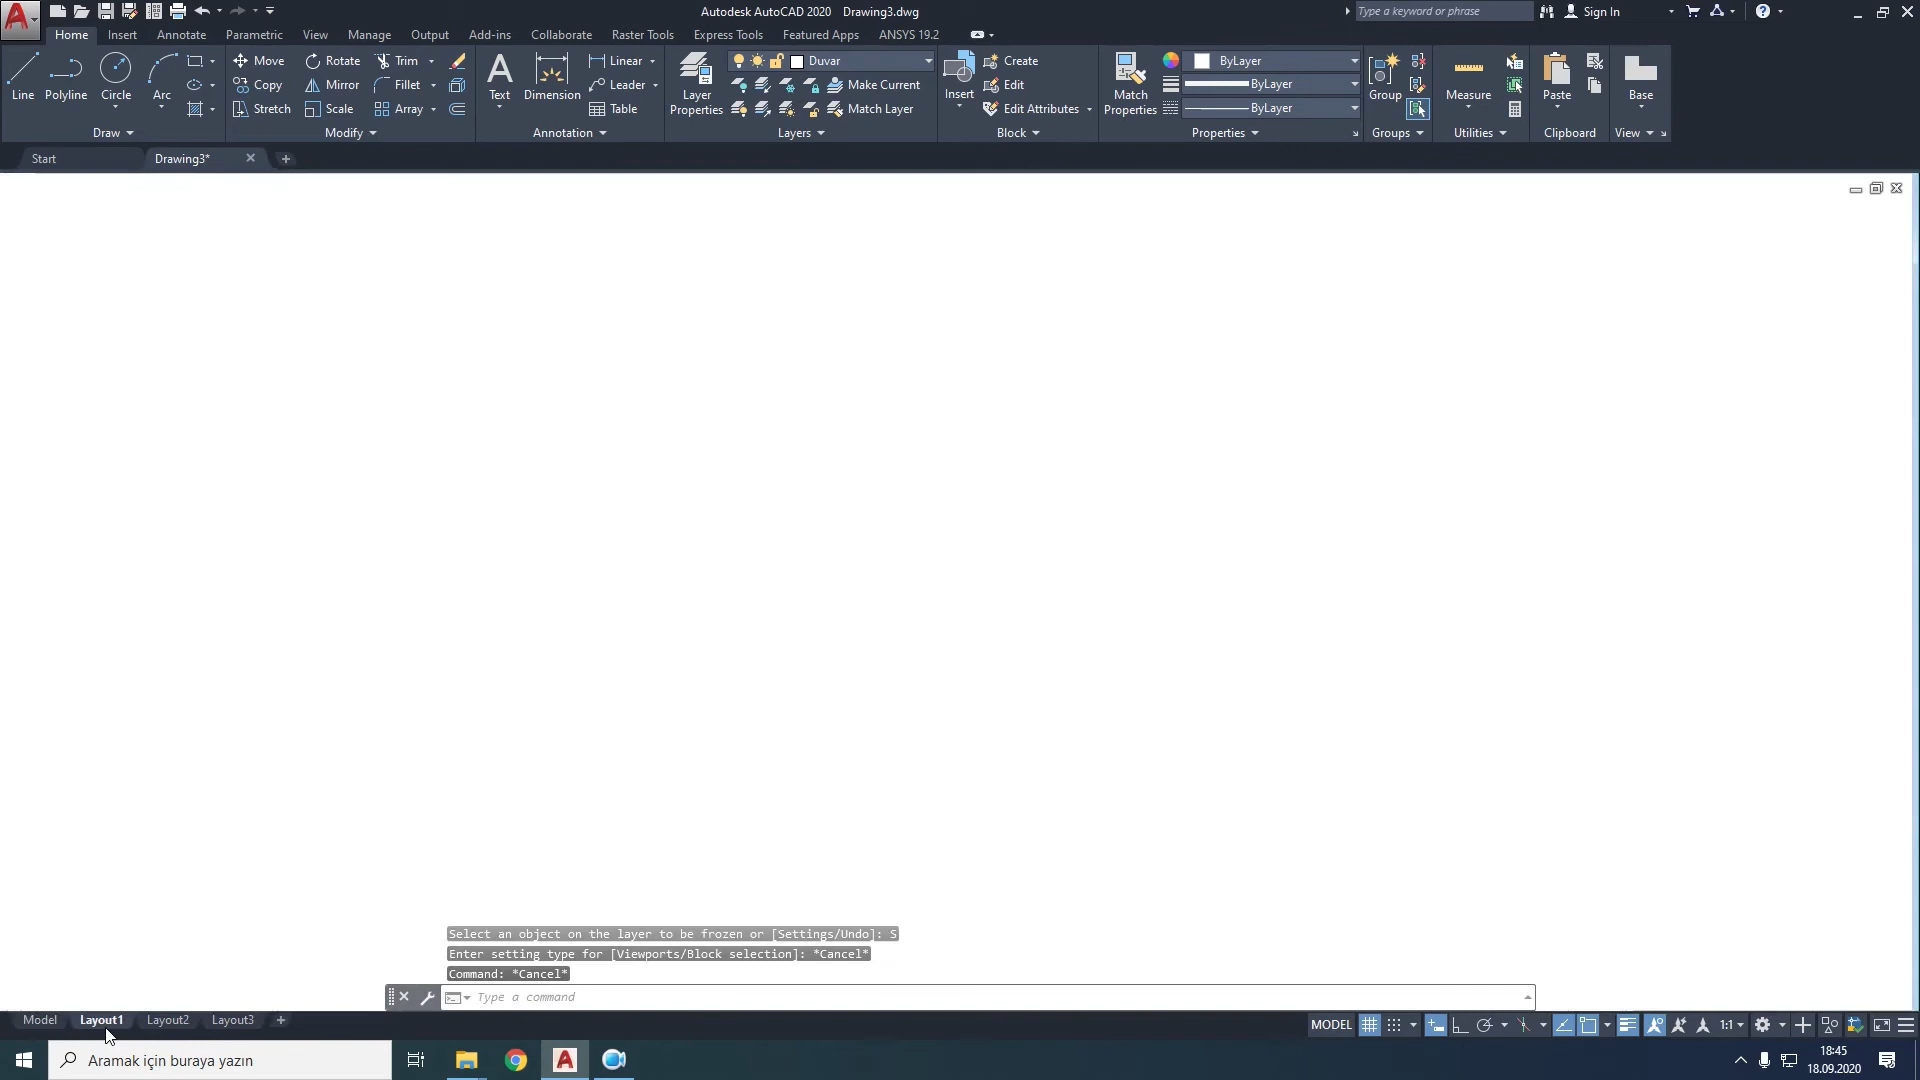 Autodesk AutoCAD 2020 Drawing3.dwg
Type a keyword or phrase
Sign In
Home Insert Annotate Parametric View Manage Output Add-ins Collaborate Raster Tools Express Tools Featured Apps ANSYS 19.2
Line
Polyline
Circle
Arc
Draw
Move
Rotate
Trim
Copy
Mirror
Fillet
Stretch
Scale
Array
Modify
Text
Dimension
Linear
Leader
Table
Annotation
Layer
Properties
Duvar
Make Current
Match Layer
Layers
Insert
Create
Edit
Edit Attributes
Block
Match
Properties
ByLayer
ByLayer
ByLayer
Properties
Group
Groups
Measure
Utilities
Paste
Clipboard
Base
View
Start
Drawing3*
Select an object on the layer to be frozen or [Settings/Undo]: S
Enter setting type for [Viewports/Block selection]: *Cancel*
Command: *Cancel*
Type a command
Model Layout1 Layout2 Layout3
MODEL
1:1
Aramak için buraya yazın
18:45
18.09.2020